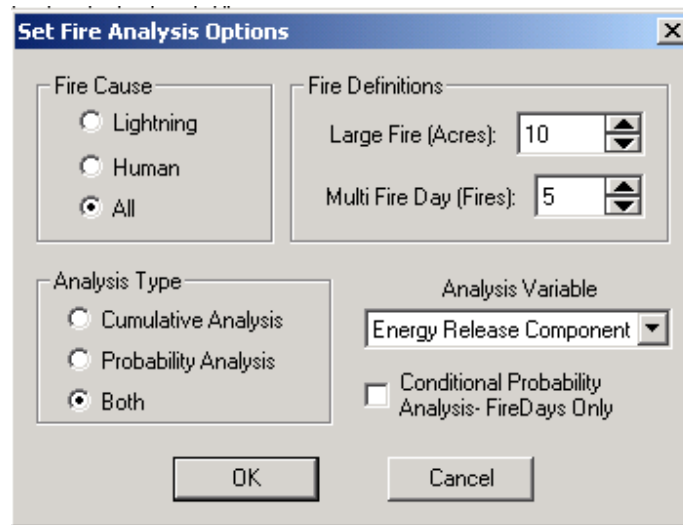 Set Fire Analysis Options
Fire Cause
Lightning
Human
All
Fire Definitions
Large Fire (Acres): 10
Multi Fire Day (Fires): 5
Analysis Type
Cumulative Analysis
Probability Analysis
Both
Analysis Variable
Energy Release Component
Conditional Probability
Analysis- FireDays Only
OK
Cancel